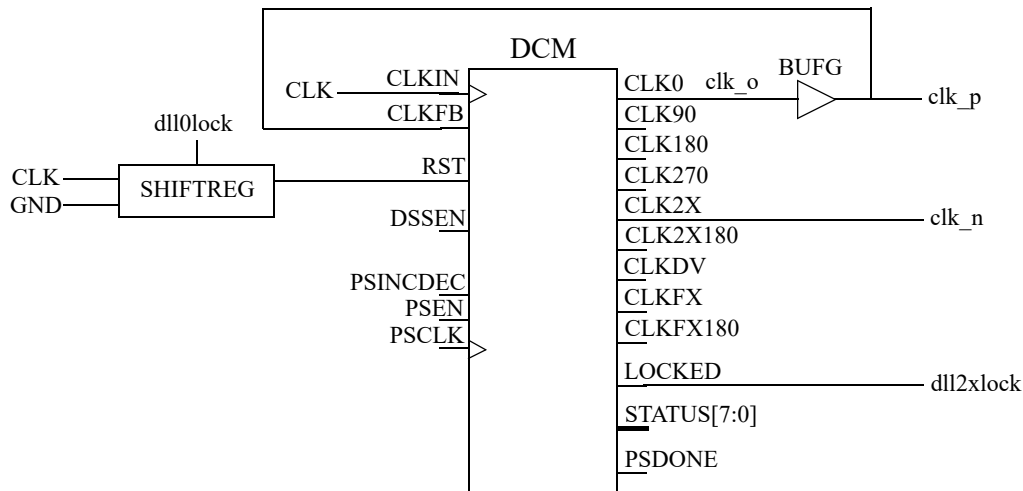 DCM
BUFG
CLKIN
CLK
CLK0
clk_o
clk_p
CLKFB
CLK90
dll0lock
CLK180
RST
CLK
SHIFTREG
CLK270
GND
CLK2X
clk_n
DSSEN
CLK2X180
CLKDV
PSINCDEC
CLKFX
PSEN
CLKFX180
PSCLK
LOCKED
dll2xlock
STATUS[7:0]
PSDONE